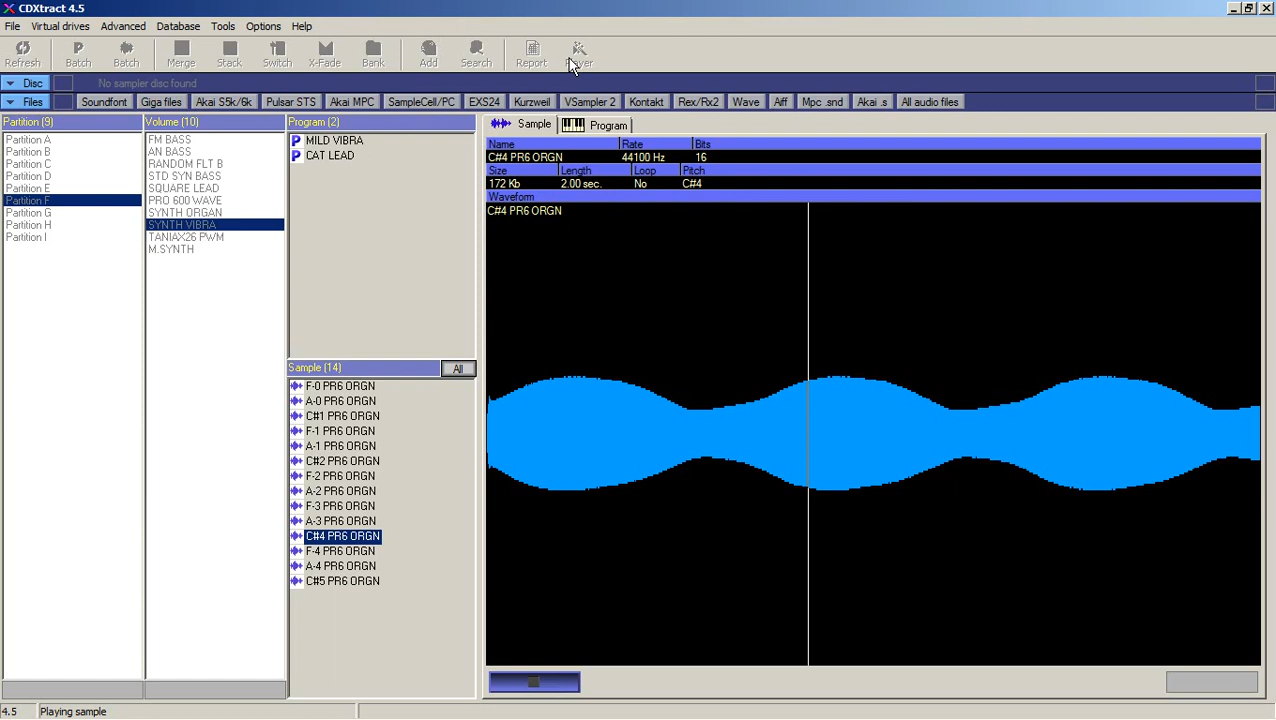 CDXtract 4.5
File Virtual drives Advanced Database Tools Options Help
Refresh Batch Batch Merge Stack Switch X-Fade Bank Add Search Report Player
Disc No sampler disc found
Files Soundfont Giga files Akai S5k/6k Pulsar STS Akai MPC SampleCell/PC EXS24 Kurzweil VSampler 2 Kontakt Rex/Rx2 Wave Aiff Mpc .snd Akai .s All audio files
Partition (9)
Partition A
Partition B
Partition C
Partition D
Partition E
Partition F
Partition G
Partition H
Partition I
Volume (10)
FM BASS
AN BASS
RANDOM FLT B
STD SYN BASS
SQUARE LEAD
PRO 600 WAVE
SYNTH ORGAN
SYNTH VIBRA
TANIAX26 PWM
M.SYNTH
Program (2)
P MILD VIBRA
P CAT LEAD
Sample (14) All
F-0 PR6 ORGN
A-0 PR6 ORGN
C#1 PR6 ORGN
F-1 PR6 ORGN
A-1 PR6 ORGN
C#2 PR6 ORGN
F-2 PR6 ORGN
A-2 PR6 ORGN
F-3 PR6 ORGN
A-3 PR6 ORGN
C#4 PR6 ORGN
F-4 PR6 ORGN
A-4 PR6 ORGN
C#5 PR6 ORGN
Sample Program
Name Rate Bits
C#4 PR6 ORGN 44100 Hz 16
Size Length Loop Pitch
172 Kb 2.00 sec. No C#4
Waveform
C#4 PR6 ORGN
4.5 Playing sample